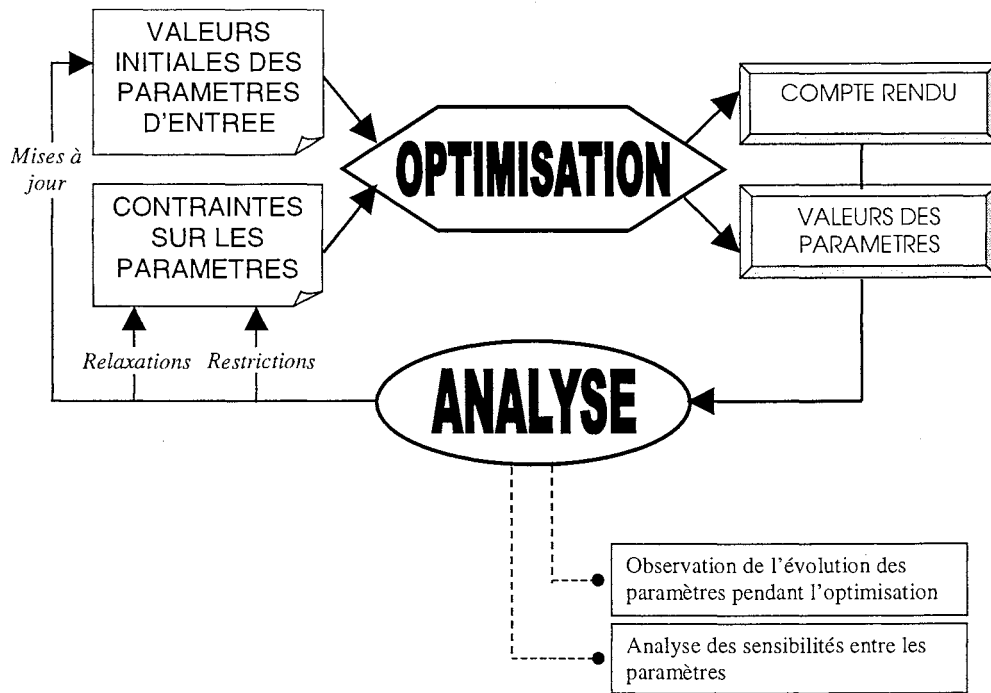 VALEURS
INITIALES DES
PARAMETRES
D'ENTREE
Mises à
jour
CONTRAINTES
SUR LES
PARAMETRES
OPTIMISATION
COMPTE RENDU
VALEURS DES
PARAMETRES
Relaxations
Restrictions
ANALYSE
Observation de l'évolution des
paramètres pendant l'optimisation
Analyse des sensibilités entre les
paramètres